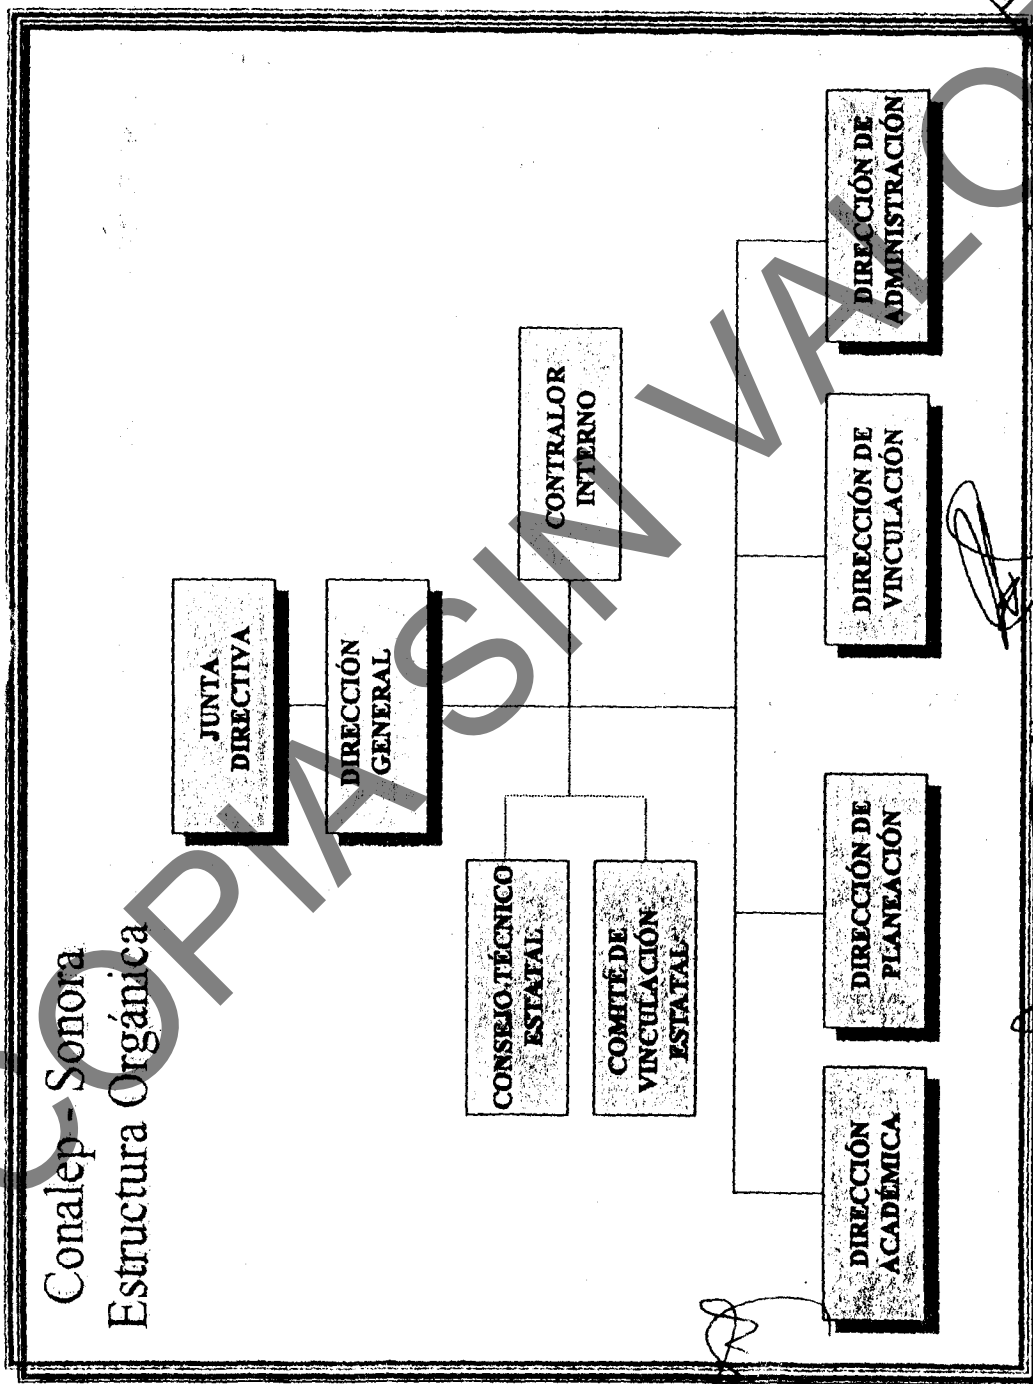 Conalep - Sonora
Estructura Orgánica
JUNTA
DIRECTIVA
DIRECCIÓN
GENERAL
CONSEJO TÉCNICO
ESTATAL
COMITÉ DE
VINCULACIÓN
ESTATAL
CONTRALOR
INTERNO
DIRECCIÓN
ACADÉMICA
DIRECCIÓN DE
PLANEACIÓN
DIRECCIÓN DE
VINCULACIÓN
DIRECCIÓN DE
ADMINISTRACIÓN
COPIA SIN VALO